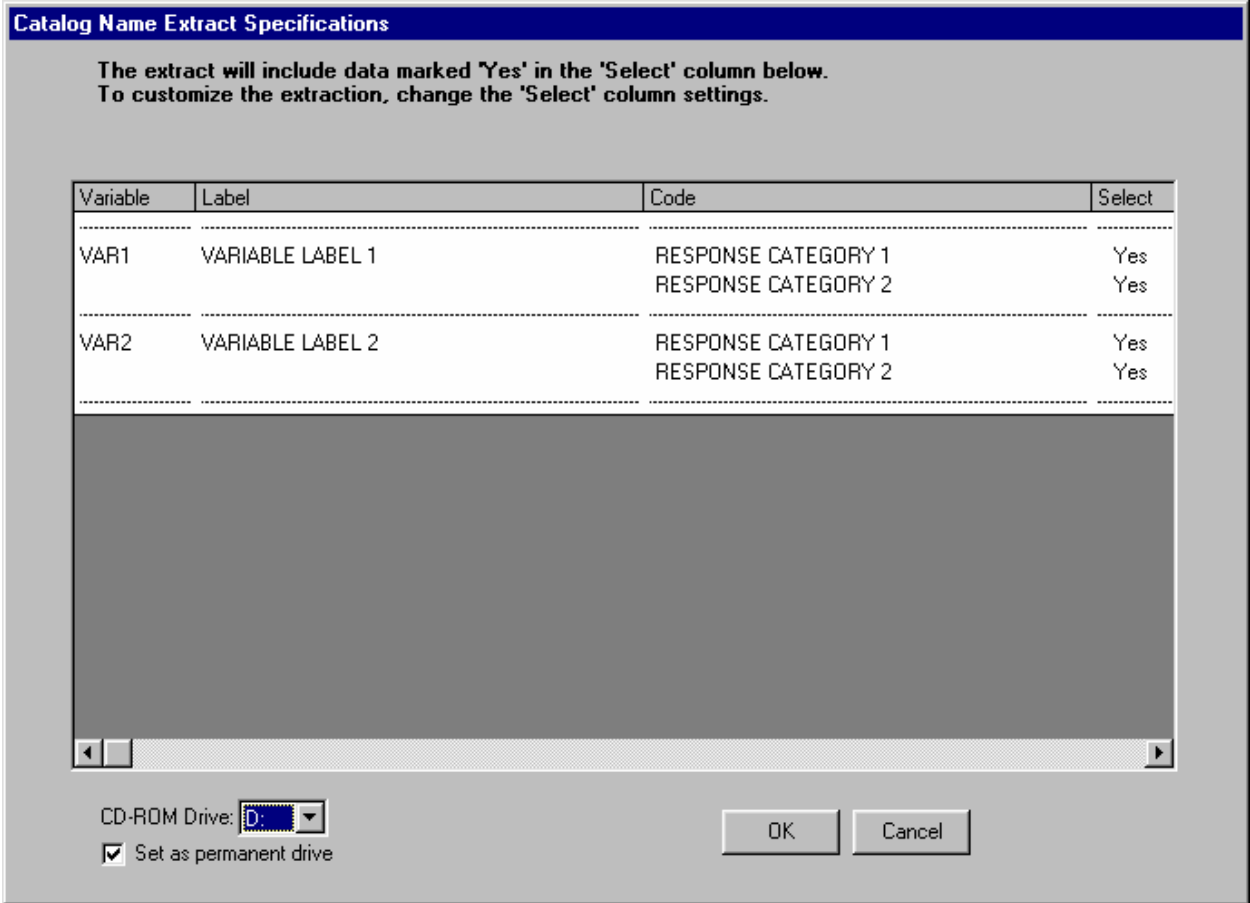 Catalog Name Extract Specifications
The extract will include data marked 'Yes' in the 'Select' column below.
To customize the extraction, change the 'Select' column settings.
Variable Label Code Select
VAR1 VARIABLE LABEL 1 RESPONSE CATEGORY 1 Yes
RESPONSE CATEGORY 2 Yes
VAR2 VARIABLE LABEL 2 RESPONSE CATEGORY 1 Yes
RESPONSE CATEGORY 2 Yes
CD-ROM Drive: D:
Set as permanent drive
OK Cancel